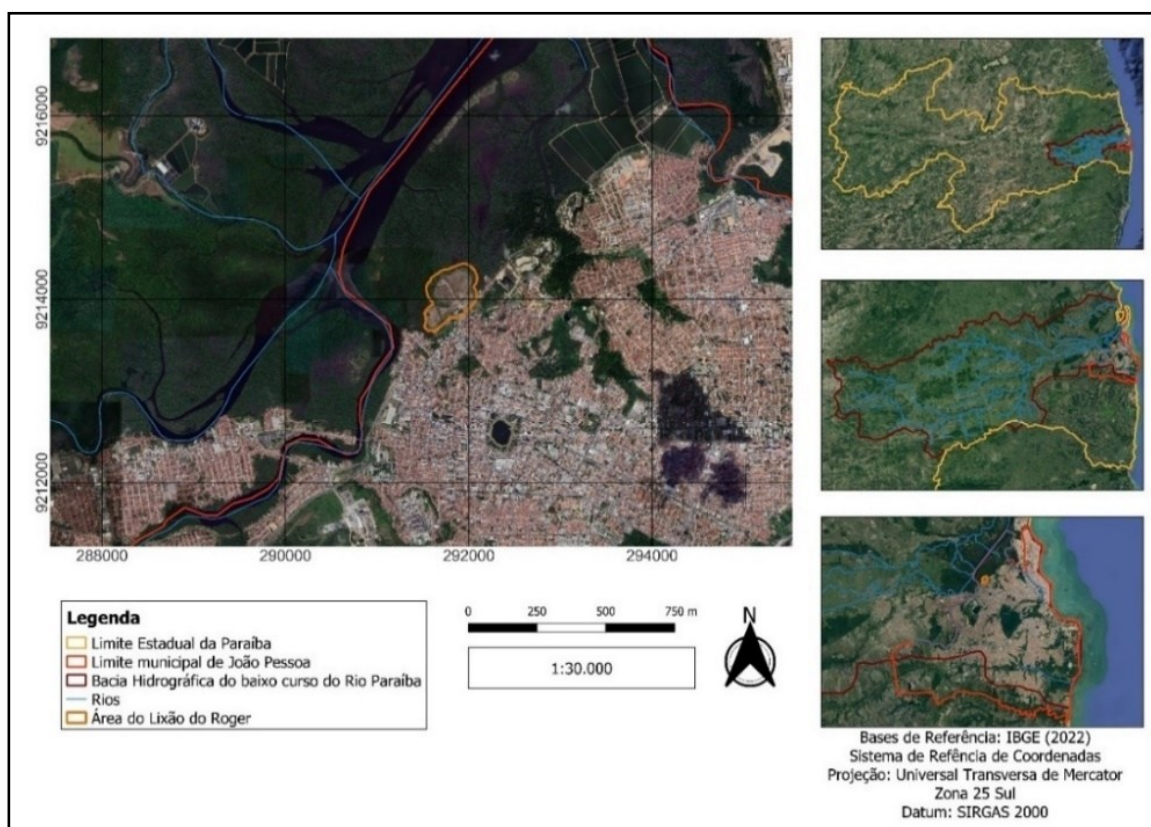 9216000
9214000
9212000
288000 290000 292000 294000
Legenda
Limite Estadual da Paraíba
Limite municipal de João Pessoa
Bacia Hidrográfica do baixo curso do Rio Paraíba
Rios
Área do Lixão do Roger
0 250 500 750 m
1:30.000
N
Bases de Referência: IBGE (2022)
Sistema de Refência de Coordenadas
Projeção: Universal Transversa de Mercator
Zona 25 Sul
Datum: SIRGAS 2000